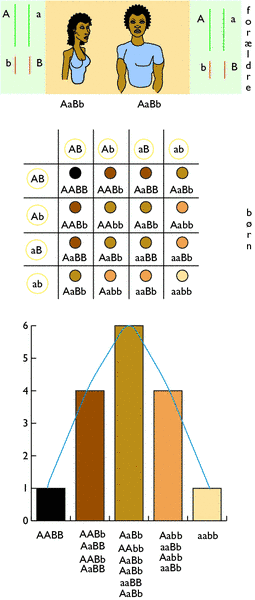 A a A a
b B b B
forældre
AaBb AaBb
AB Ab aB ab
AB AABB AABb AaBB AaBb
Ab AABb AAbb AaBb Aabb
aB AaBB AaBb aaBB aaBb
ab AaBb Aabb aaBb aabb
børn
6
5
4
3
2
1
0
AABB AABb AaBb Aabb aabb
AaBB AAbb aaBb
AABb AaBb Aabb
AaBB AaBb aaBb
aaBB
AaBb